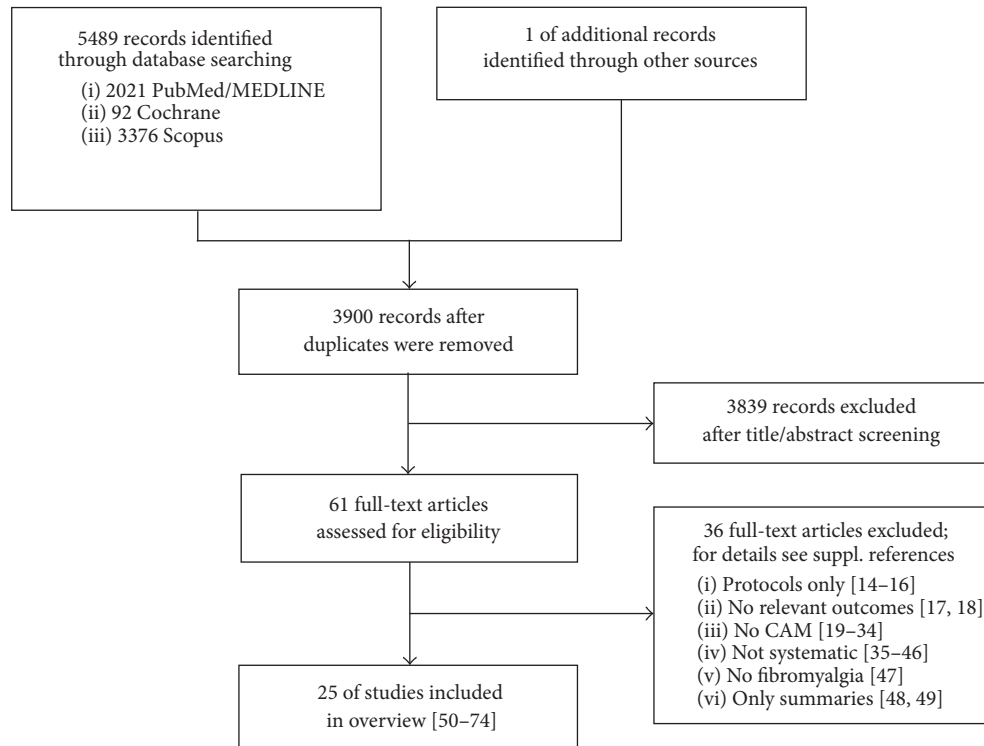 5489 records identified
through database searching
(i) 2021 PubMed/MEDLINE
(ii) 92 Cochrane
(iii) 3376 Scopus
1 of additional records
identified through other sources
3900 records after
duplicates were removed
3839 records excluded
after title/abstract screening
61 full-text articles
assessed for eligibility
36 full-text articles excluded;
for details see suppl. references
(i) Protocols only [14–16]
(ii) No relevant outcomes [17, 18]
(iii) No CAM [19–34]
(iv) Not systematic [35–46]
(v) No fibromyalgia [47]
(vi) Only summaries [48, 49]
25 of studies included
in overview [50–74]